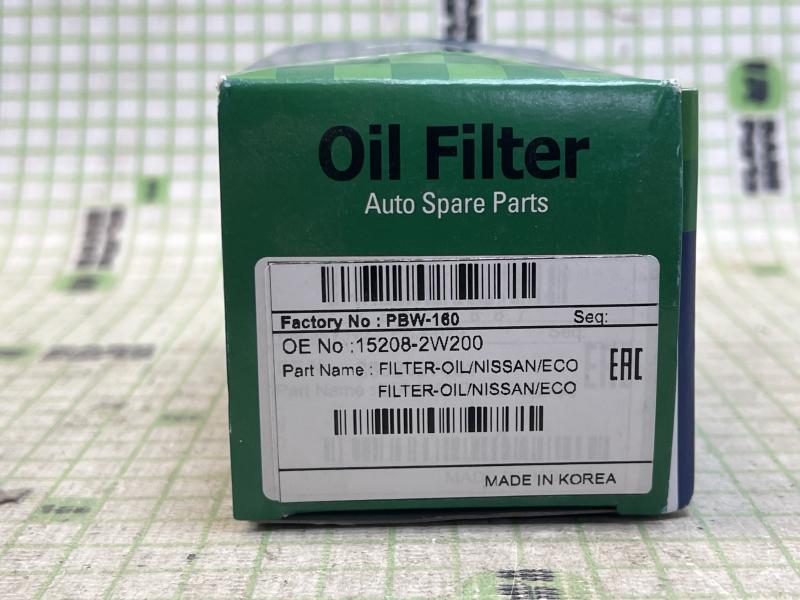 Oil Filter
Auto Spare Parts
Factory No : PBW-160 Seq:
OE No :15208-2W200
Part Name : FILTER-OIL/NISSAN/ECO
FILTER-OIL/NISSAN/ECO
EAC
MADE IN KOREA